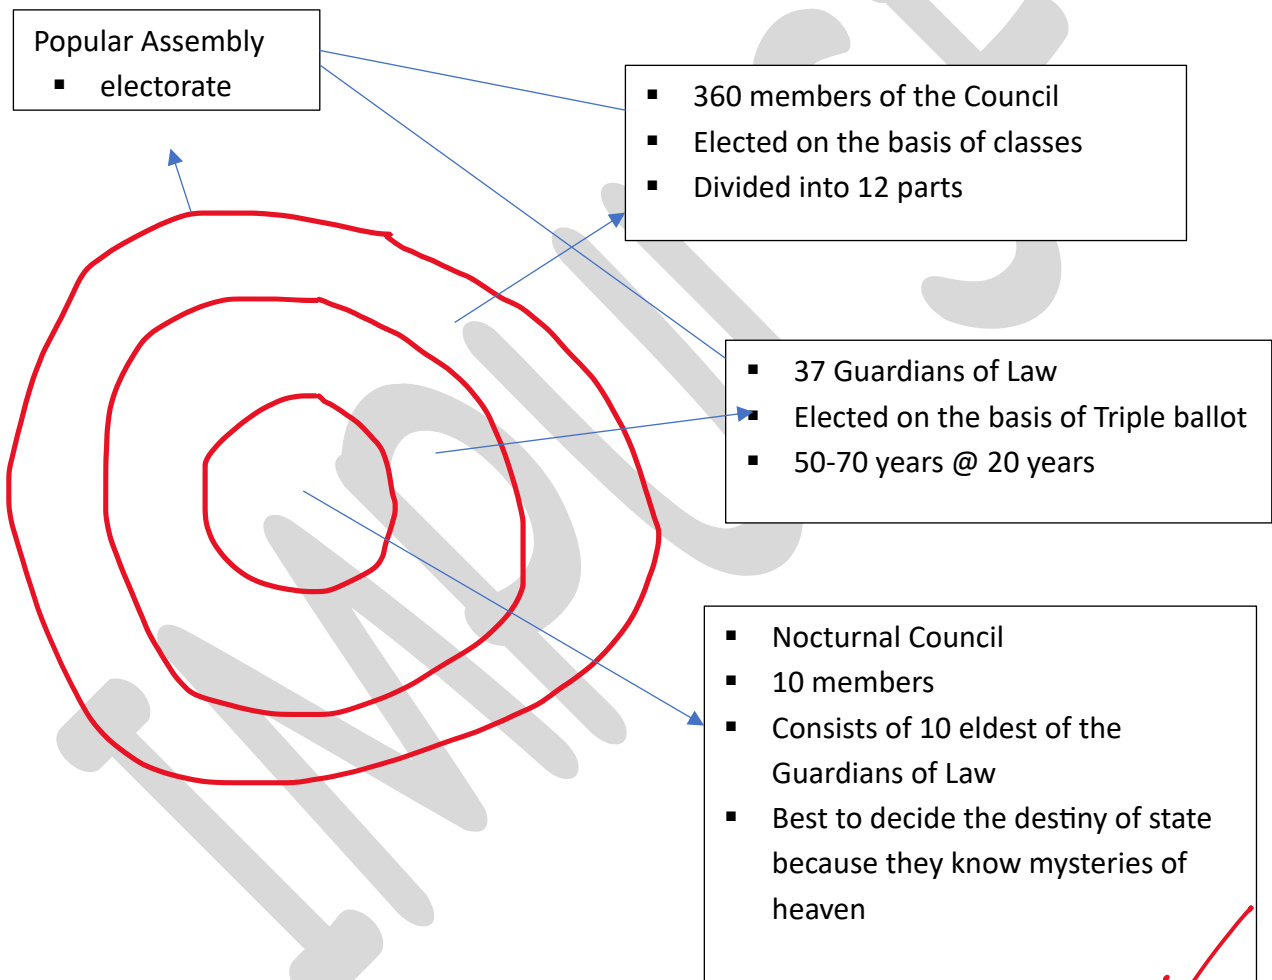 Popular Assembly
▪ electorate
▪ 360 members of the Council
▪ Elected on the basis of classes
▪ Divided into 12 parts
▪ 37 Guardians of Law
▪ Elected on the basis of Triple ballot
▪ 50-70 years @ 20 years
▪ Nocturnal Council
▪ 10 members
▪ Consists of 10 eldest of the
Guardians of Law
▪ Best to decide the destiny of state
because they know mysteries of
heaven